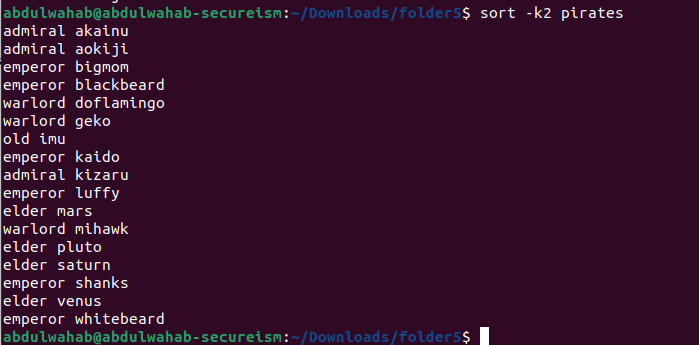 abdulwahab@abdulwahab-secureism:~/Downloads/folder5$ sort -k2 pirates
admiral akainu
admiral aokiji
emperor bigmom
emperor blackbeard
warlord doflamingo
warlord geko
old imu
emperor kaido
admiral kizaru
emperor luffy
elder mars
warlord mihawk
elder pluto
elder saturn
emperor shanks
elder venus
emperor whitebeard
abdulwahab@abdulwahab-secureism:~/Downloads/folder5$